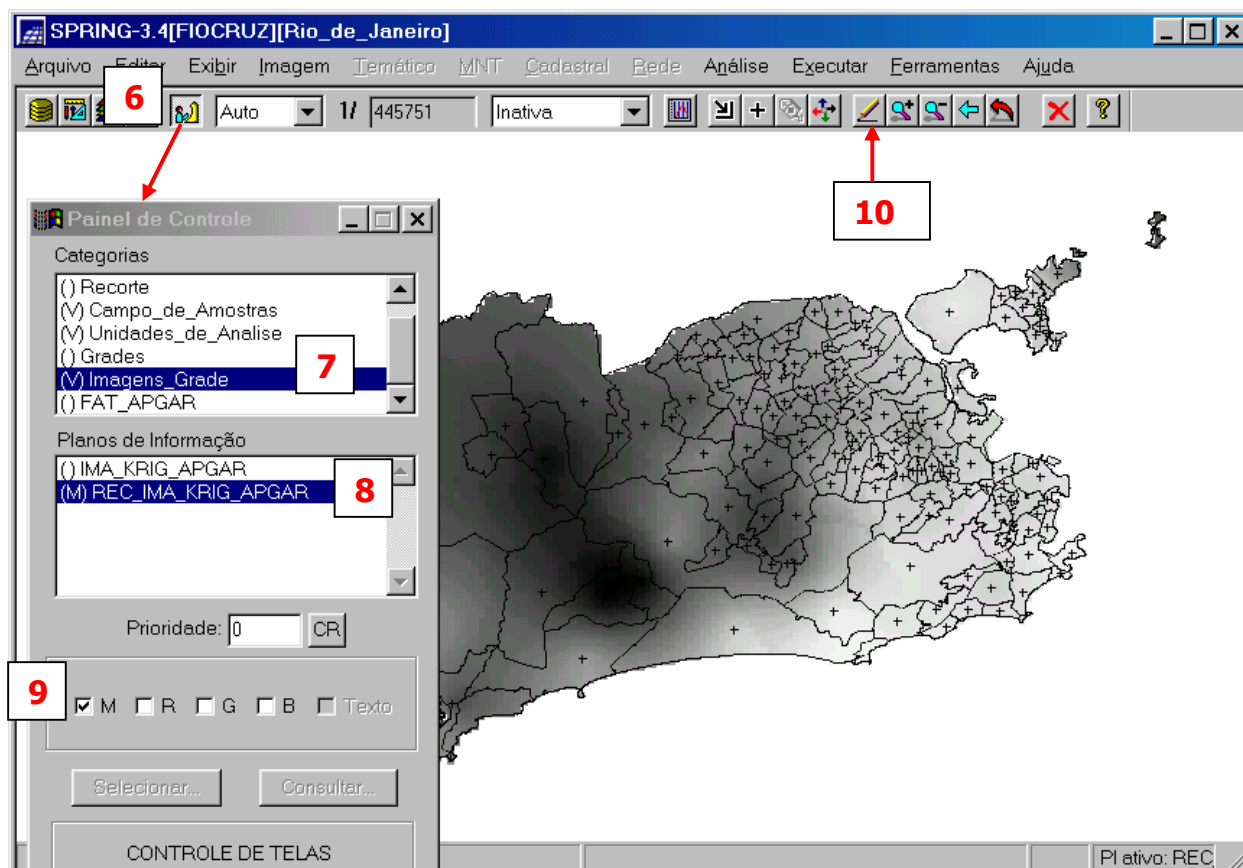 SPRING-3.4[FIOCRUZ][Rio_de_Janeiro]
Arquivo Editar Exibir Imagem Temático MNT Cadastral Rede Análise Executar Ferramentas Ajuda
6
Auto 1/ 445751 Inativa
10
Painel de Controle
Categorias
() Recorte
(V) Campo_de_Amostras
(V) Unidades_de_Analise
() Grades
(V) Imagens_Grade
() FAT_APGAR
7
Planos de Informação
() IMA_KRIG_APGAR
(M) REC_IMA_KRIG_APGAR
8
Prioridade: 0 CR
9
M R G B Texto
Selecionar... Consultar...
CONTROLE DE TELAS
PI ativo: REC